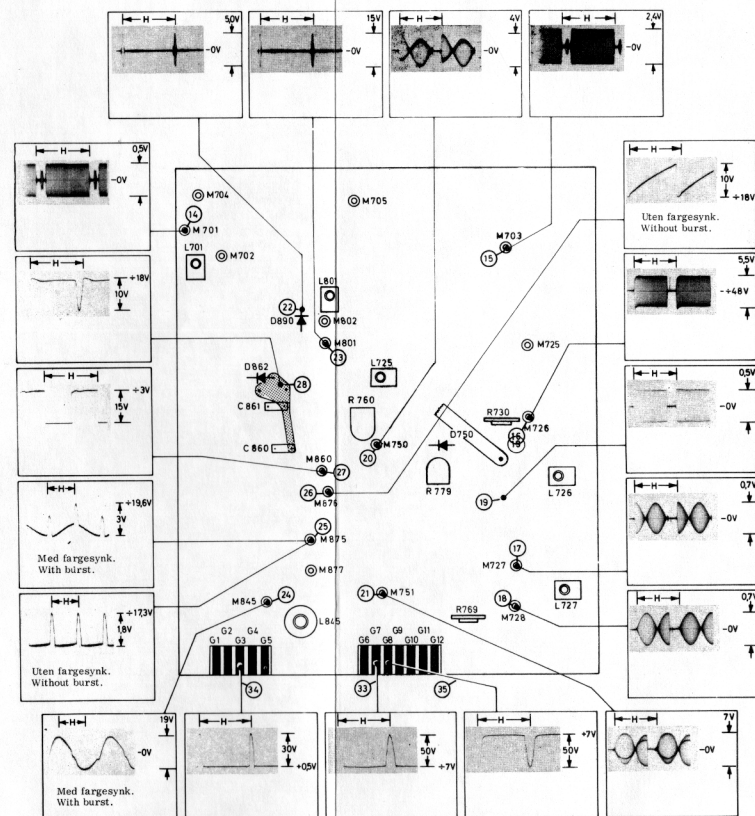 H 5,0V -0V
H 15V -0V
H 4V -0V
H 2,4V -0V
H 0,5V -0V
H 10V ÷18V
Uten fargesynk.
Without burst.
M704
M705
14
M701
M703
15
L701
M702
H ÷18V 10V
H 5,5V -÷48V
L801
22
D890
M802
M801
23
M725
L725
D862
28
H ÷3V 15V
H 0,5V -0V
C 861
R 760
R730
M726
16
D750
C 860
M750
20
M860
27
26
M876
R 779
19
L 726
H ÷19,6V 3V
Med fargesynk.
With burst.
H 0,7V -0V
25
M875
17
M727
M877
H ÷17,3V 1,8V
Uten fargesynk.
Without burst.
M845
24
21
M751
18
M728
L727
H 0,7V -0V
L845
R769
G1 G2 G3 G4 G5
G6 G7 G8 G9 G10 G11 G12
34
33
35
H 19V -0V
Med fargesynk.
With burst.
H 30V +0,5V
H 50V ÷7V
H +7V 50V
H 7V -0V